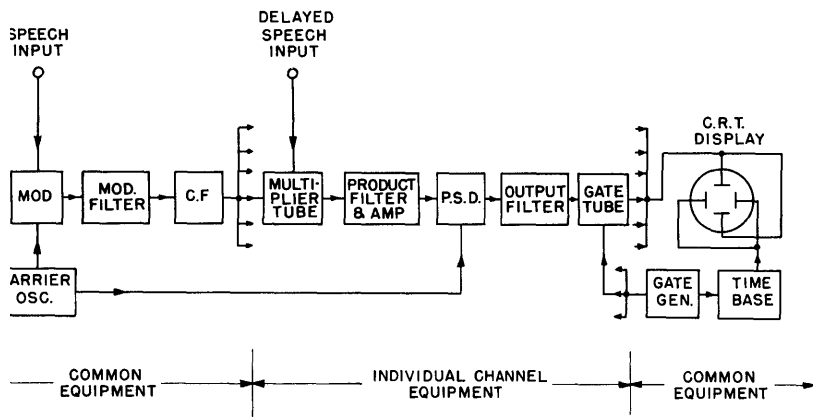 SPEECH
INPUT
DELAYED
SPEECH
INPUT
C.R.T.
DISPLAY
MOD
MOD.
FILTER
C.F
MULTI-
PLIER
TUBE
PRODUCT
FILTER
& AMP
P.S.D.
OUTPUT
FILTER
GATE
TUBE
ARRIER
OSC.
GATE
GEN.
TIME
BASE
COMMON
EQUIPMENT
INDIVIDUAL CHANNEL
EQUIPMENT
COMMON
EQUIPMENT